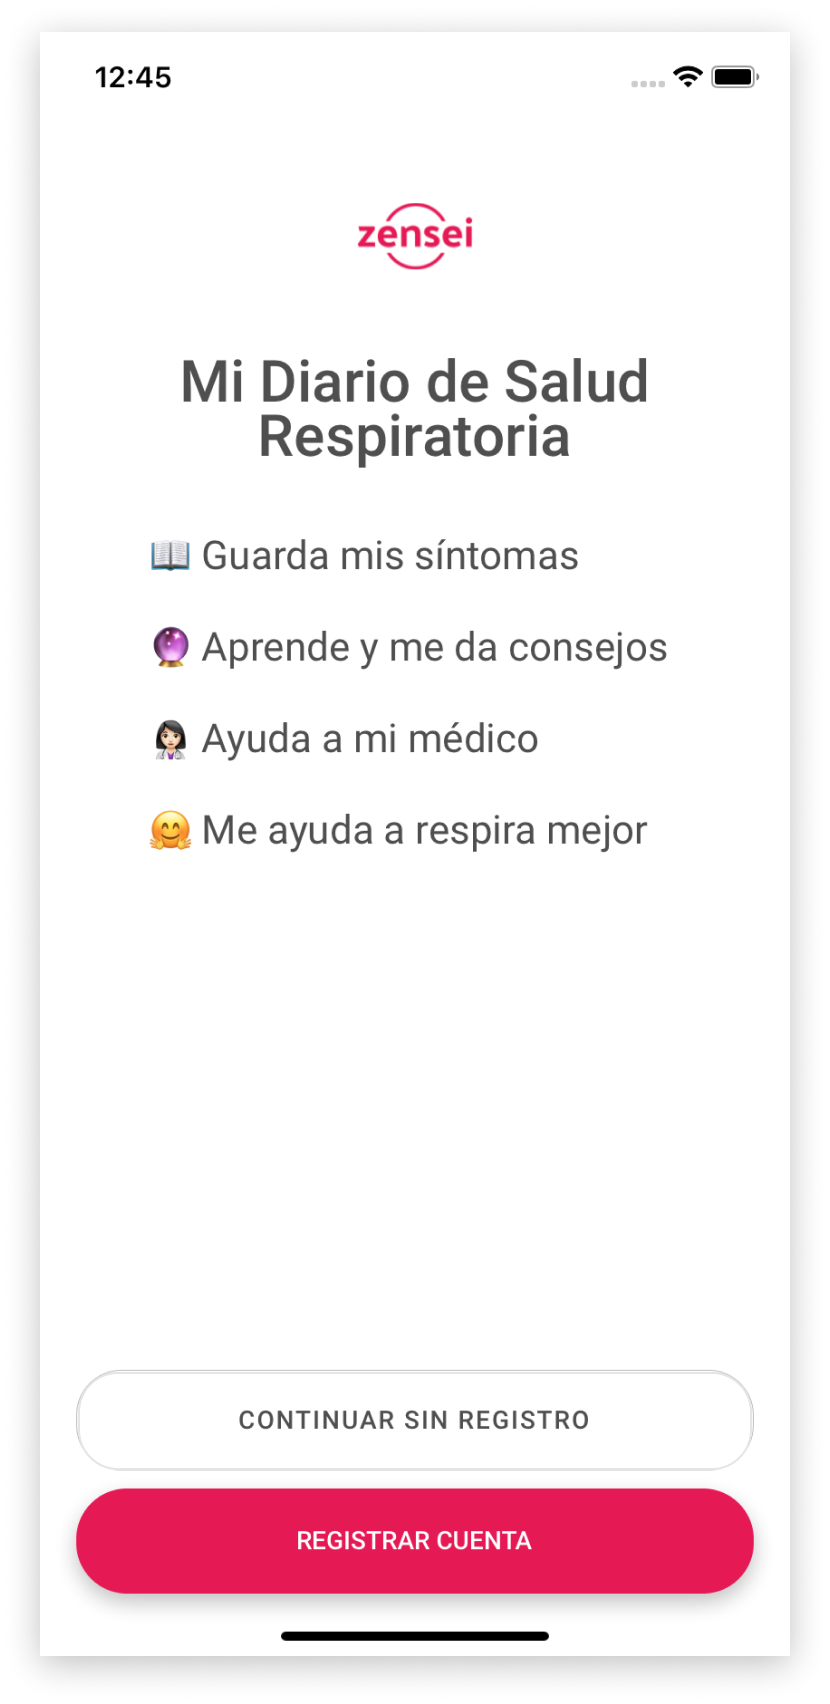 12:45
zensei
Mi Diario de Salud
Respiratoria
Guarda mis síntomas
Aprende y me da consejos
Ayuda a mi médico
Me ayuda a respira mejor
CONTINUAR SIN REGISTRO
REGISTRAR CUENTA